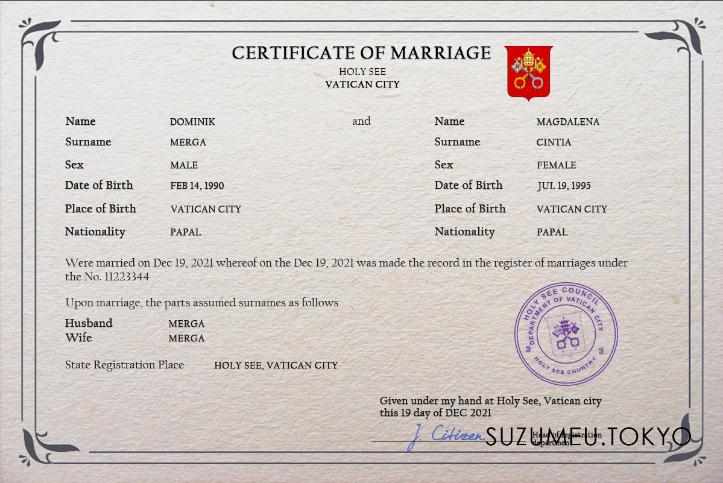 CERTIFICATE OF MARRIAGE
HOLY SEE
VATICAN CITY
Name DOMINIK and Name MAGDALENA
Surname MERGA Surname CINTIA
Sex MALE Sex FEMALE
Date of Birth FEB 14, 1990 Date of Birth JUL 19, 1995
Place of Birth VATICAN CITY Place of Birth VATICAN CITY
Nationality PAPAL Nationality PAPAL
Were married on Dec 19, 2021 whereof on the Dec 19, 2021 was made the record in the register of marriages under
the No. 11223344
Upon marriage, the parts assumed surnames as follows
Husband MERGA
Wife MERGA
State Registration Place HOLY SEE, VATICAN CITY
HOLY SEE COUNCIL
DEPARTMENT OF VATICAN CITY
HOLY SEE COUNTRY
Given under my hand at Holy See, Vatican city
this 19 day of DEC 2021
J. Citizen
Head of registration
department
SUZUMEU.TOKYO